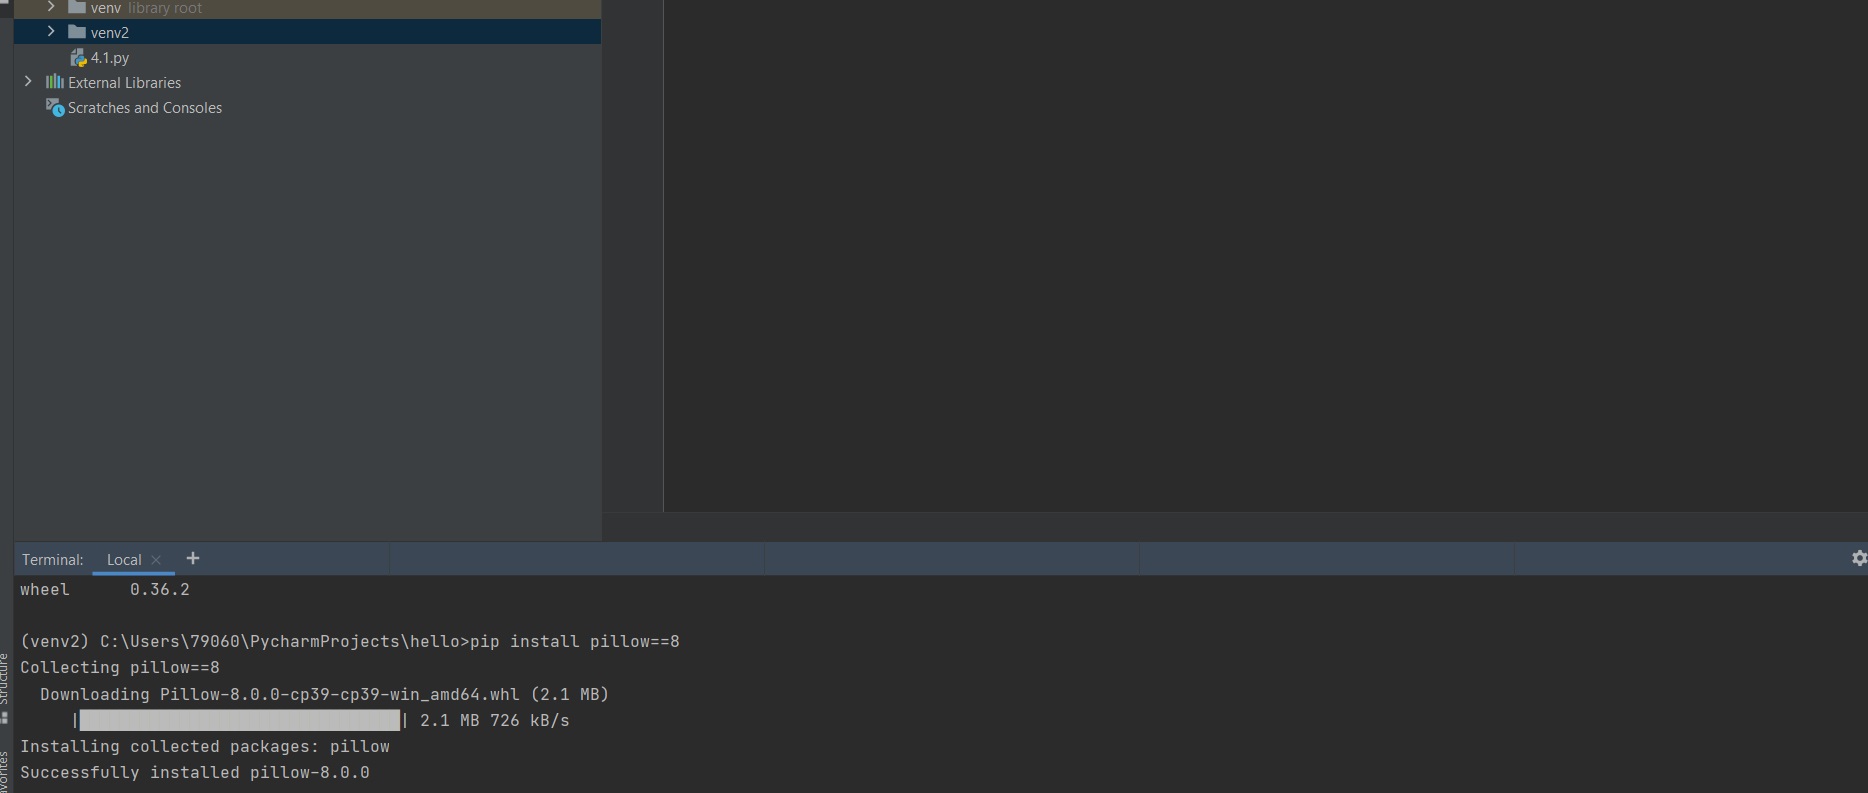 venv library root
venv2
4.1.py
External Libraries
Scratches and Consoles
Terminal: Local
wheel      0.36.2
(venv2) C:\Users\79060\PycharmProjects\hello>pip install pillow==8
Collecting pillow==8
Downloading Pillow-8.0.0-cp39-cp39-win_amd64.whl (2.1 MB)
|████████████████████████████████| 2.1 MB 726 kB/s
Installing collected packages: pillow
Successfully installed pillow-8.0.0
Structure